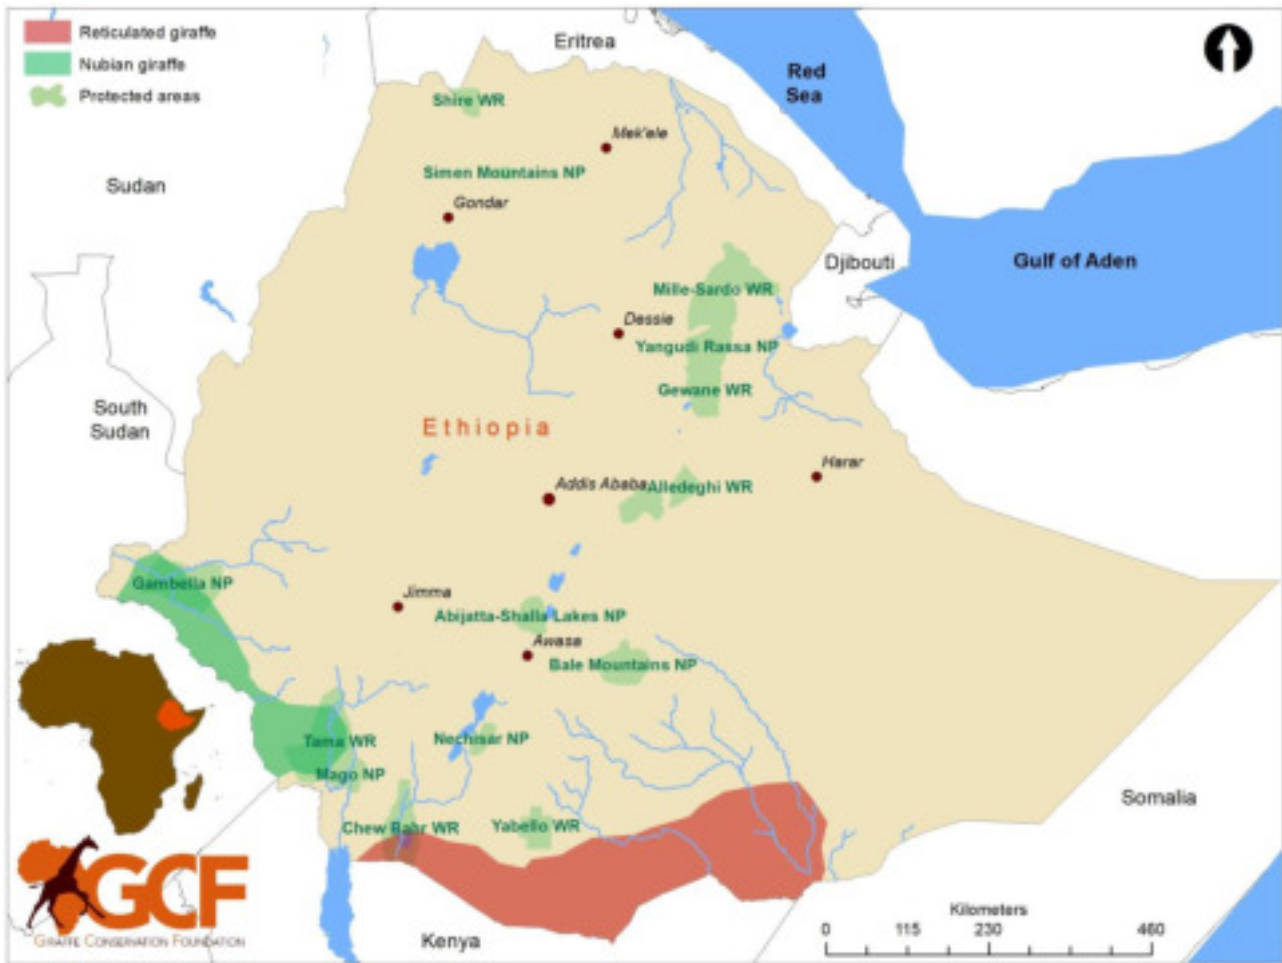 Reticulated giraffe
Nubian giraffe
Protected areas
Eritrea
Red
Sea
Shire WR
Mek'ele
Simen Mountains NP
Sudan
Gondar
Djibouti
Gulf of Aden
Mille-Sardo WR
Dessie
Yangudi Rassa NP
Gewane WR
South
Sudan
Ethiopia
Harar
Addis Ababa
Alledeghi WR
Gambella NP
Jimma
Abijatta-Shalla Lakes NP
Awasa
Bale Mountains NP
Tama WR
Nechisar NP
Mago NP
Somalia
Chew Bahr WR
Yabello WR
GCF
GIRAFFE CONSERVATION FOUNDATION
Kenya
Kilometers
0 115 230 460